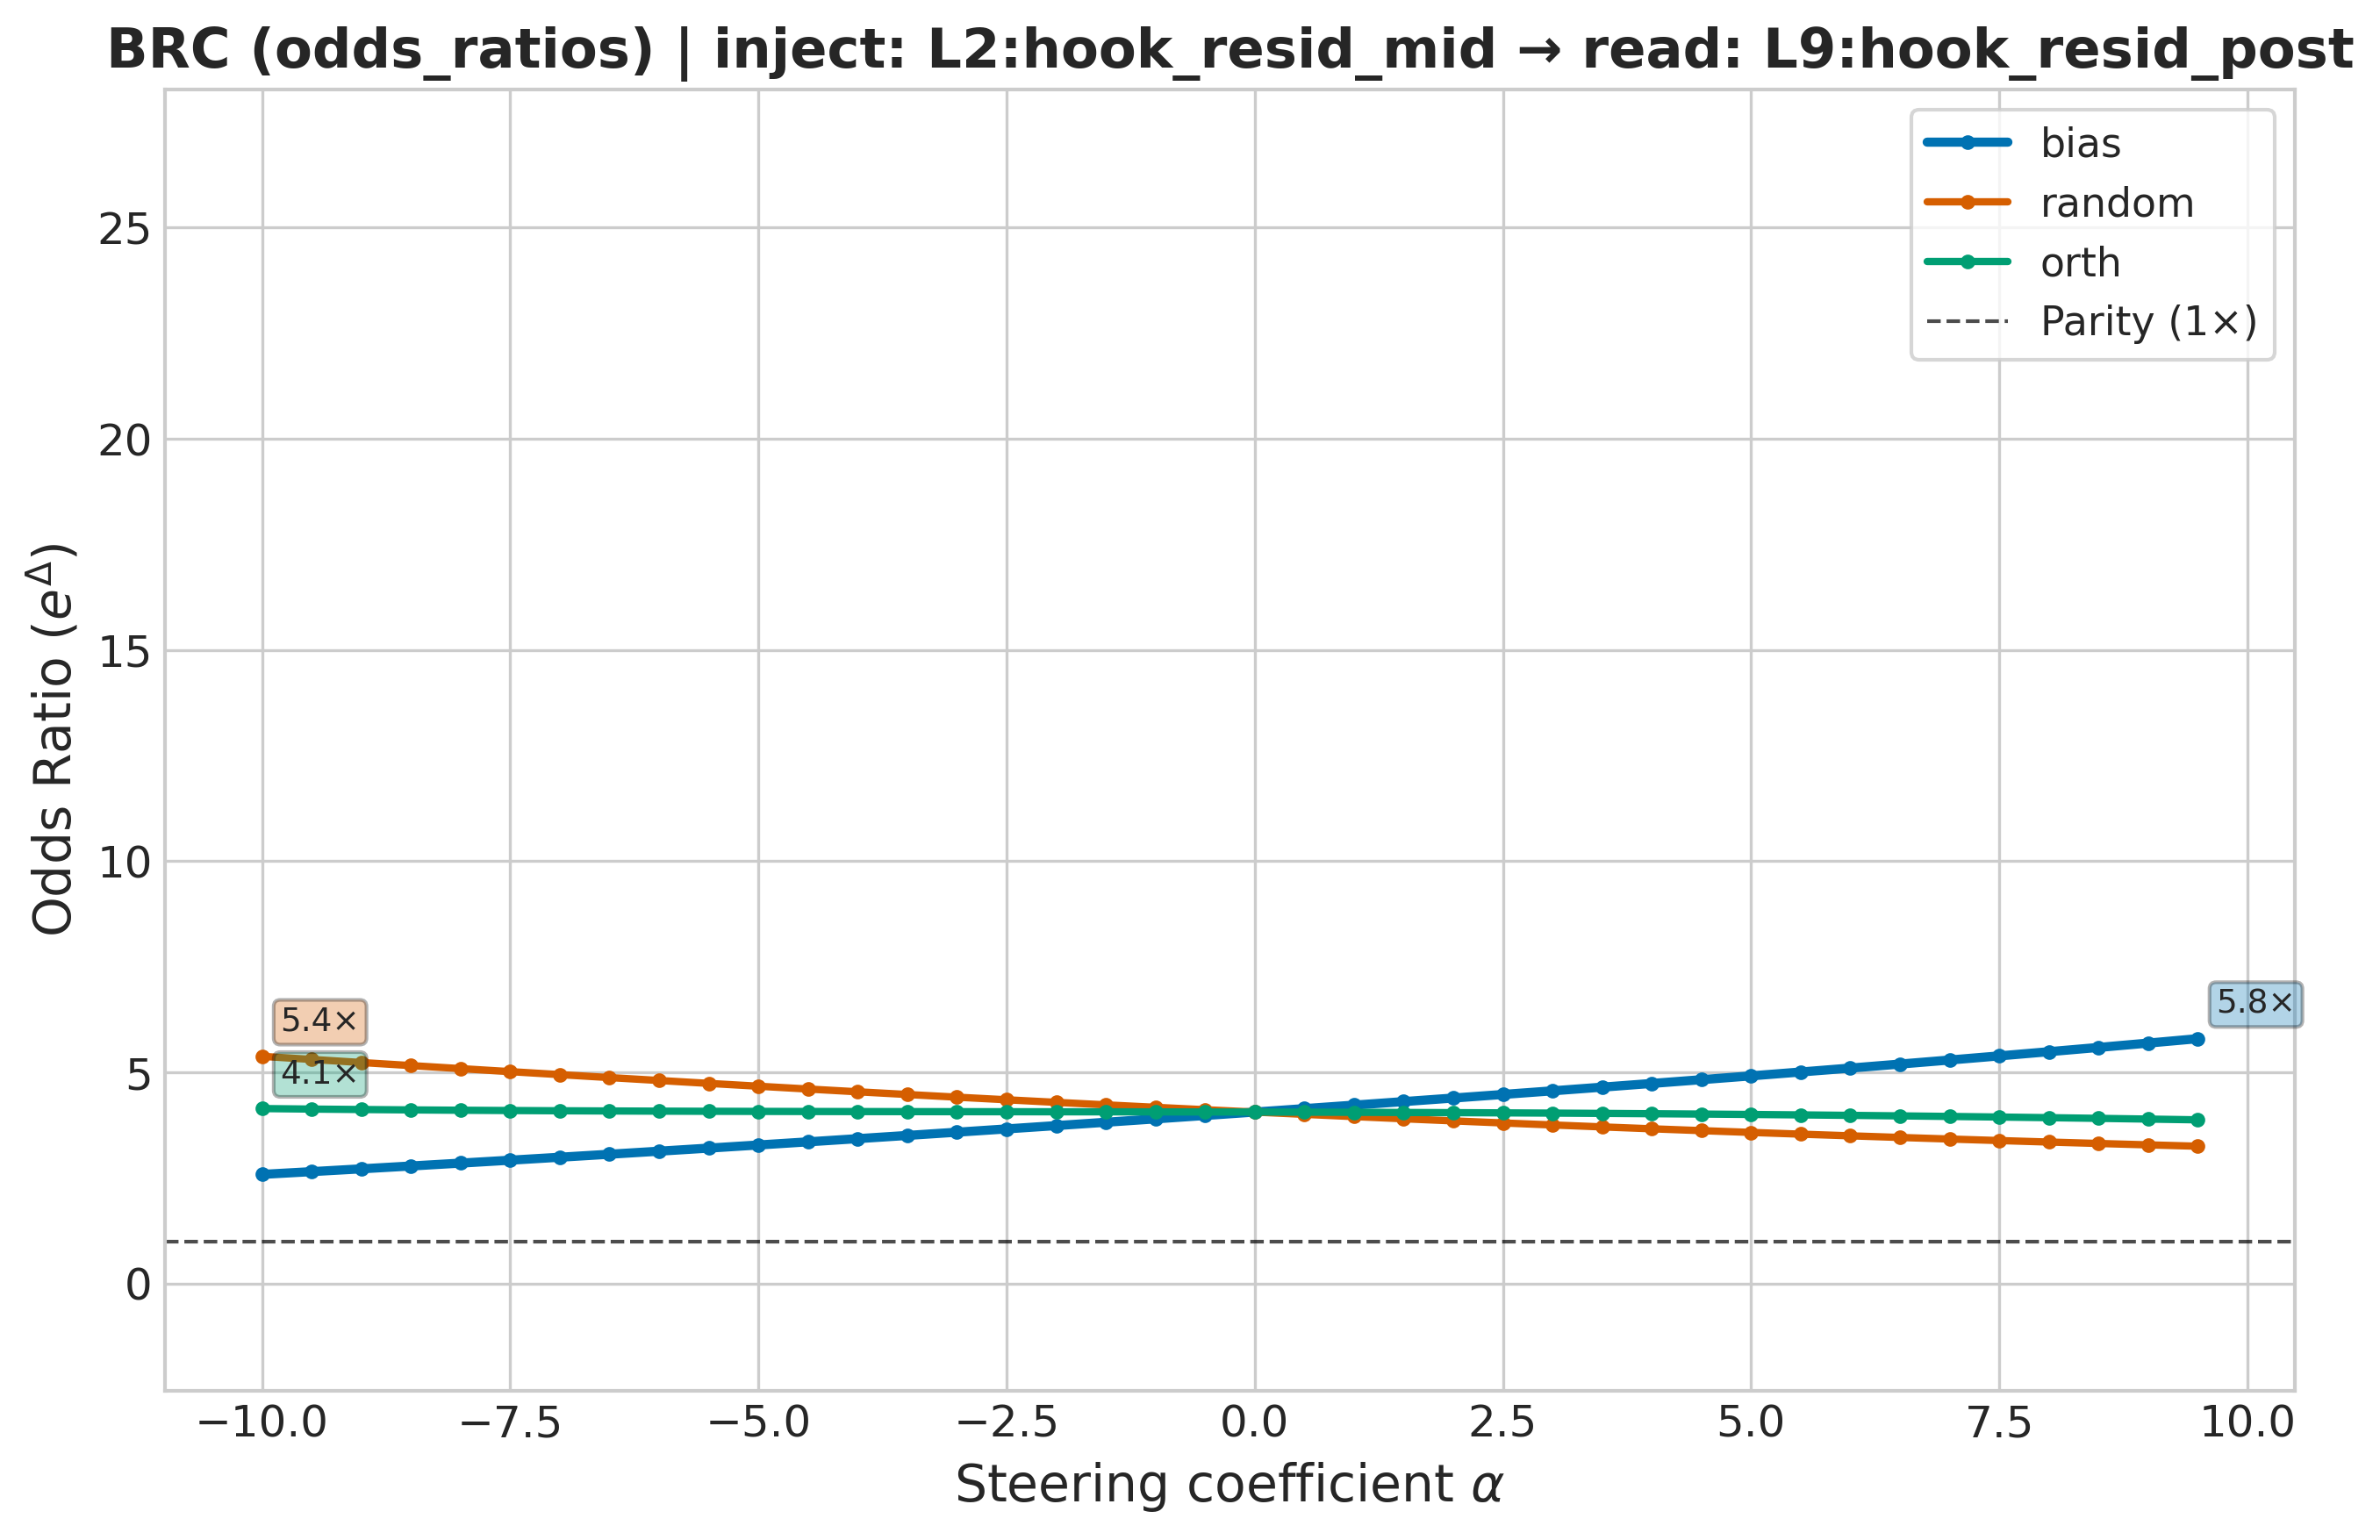 BRC (odds_ratios) | inject: L2:hook_resid_mid → read: L9:hook_resid_post
bias
random
orth
Parity (1×)
25
20
15
10
5
0
Odds Ratio (e^Δ)
5.4×
4.1×
5.8×
−10.0 −7.5 −5.0 −2.5 0.0 2.5 5.0 7.5 10.0
Steering coefficient α